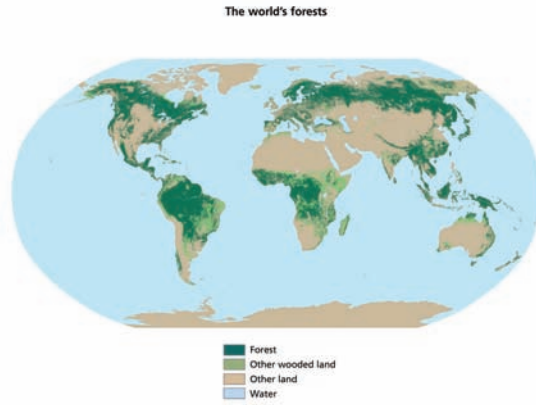 The world's forests
Forest
Other wooded land
Other land
Water